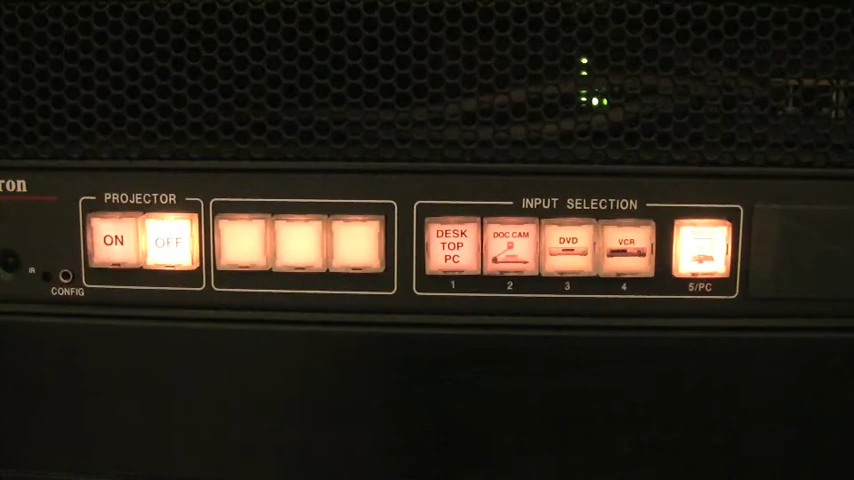 ron
PROJECTOR
ON
OFF
INPUT SELECTION
DESK
TOP
PC
DOC CAM
DVD
VCR
1
2
3
4
5/PC
IR
CONFIG